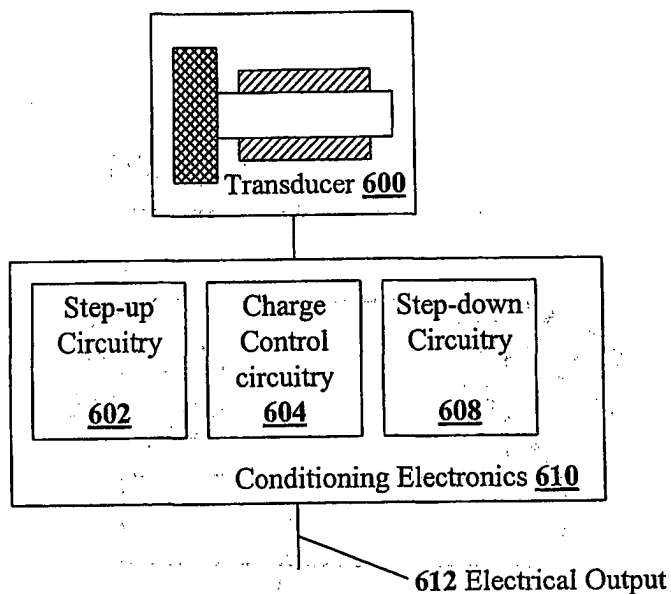 Transducer 600
Step-up
Circuitry
602
Charge
Control
circuitry
604
Step-down
Circuitry
608
Conditioning Electronics 610
612 Electrical Output